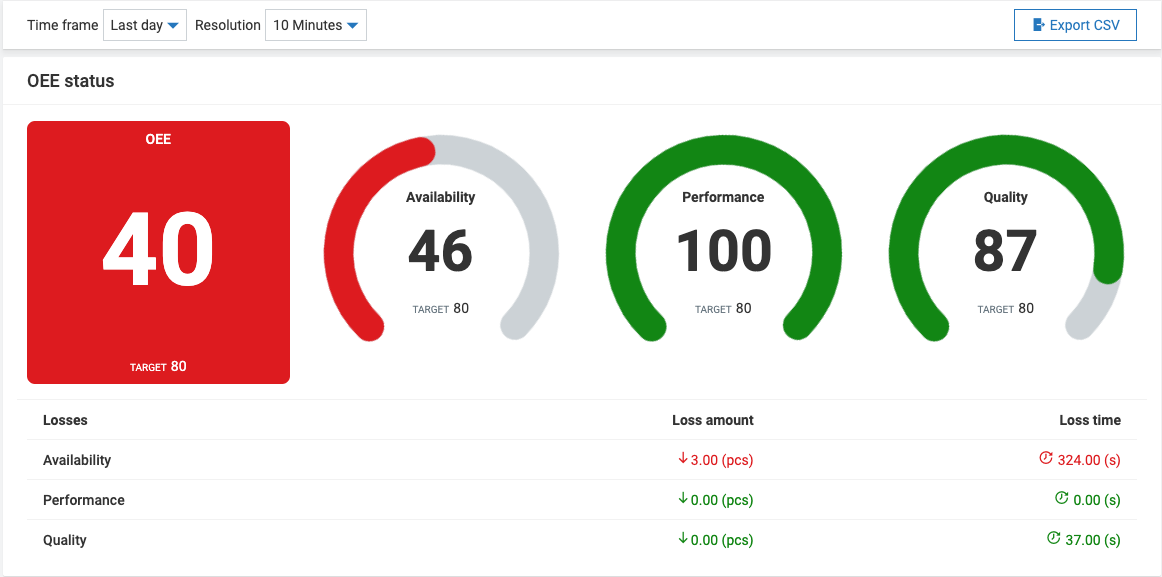 Time frame Last day Resolution 10 Minutes Export CSV
OEE status
OEE
40
TARGET 80
Availability
46
TARGET 80
Performance
100
TARGET 80
Quality
87
TARGET 80
Losses Loss amount Loss time
Availability 3.00 (pcs) 324.00 (s)
Performance 0.00 (pcs) 0.00 (s)
Quality 0.00 (pcs) 37.00 (s)